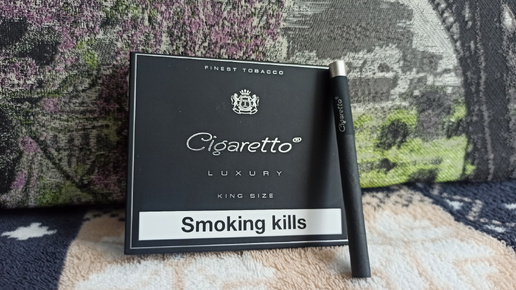 FINEST TOBACCO
Cigaretto®
LUXURY
KING SIZE
Smoking kills
Cigaretto®